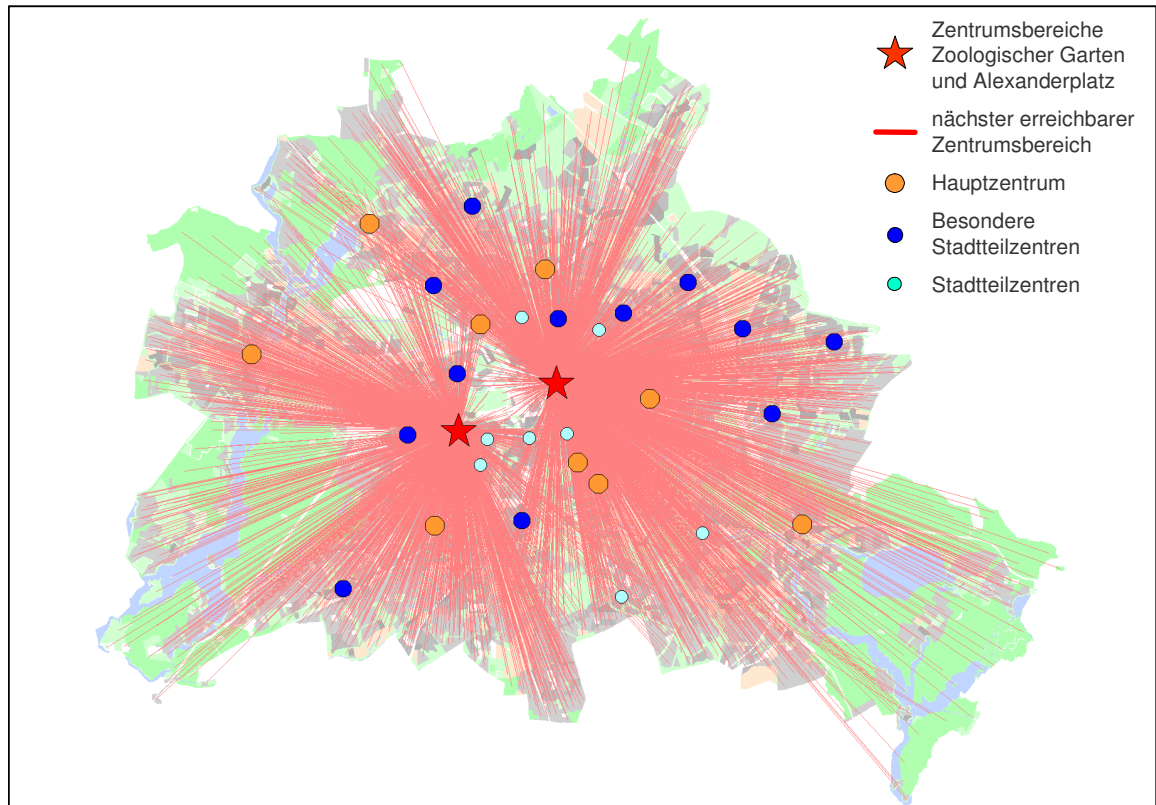 Zentrumsbereiche
Zoologischer Garten
und Alexanderplatz
nächster erreichbarer
Zentrumsbereich
Hauptzentrum
Besondere
Stadtteilzentren
Stadtteilzentren